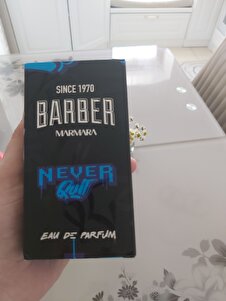 SINCE 1970
BARBER
MARMARA
NEVER
Quit
EAU DE PARFUM